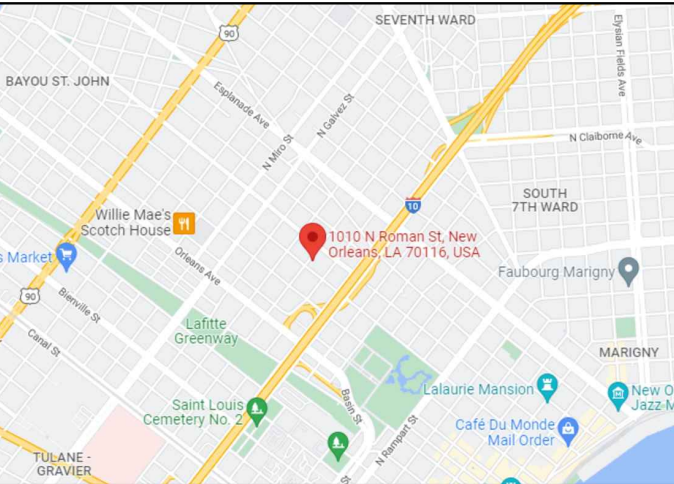 SEVENTH WARD
90
Elysian Fields Ave
BAYOU ST. JOHN
Esplanade Ave
N Galvez St
N Miro St
N Claiborne Ave
SOUTH
7TH WARD
10
Willie Mae's
Scotch House
1010 N Roman St, New
Orleans, LA 70116, USA
s Market
Orleans Ave
Faubourg Marigny
90
Bienville St
Lafitte
Greenway
Canal St
MARIGNY
Lalaurie Mansion
New O
Jazz M
Basin St
Saint Louis
Cemetery No. 2
N Rampart St
Café Du Monde
Mail Order
TULANE -
GRAVIER
St